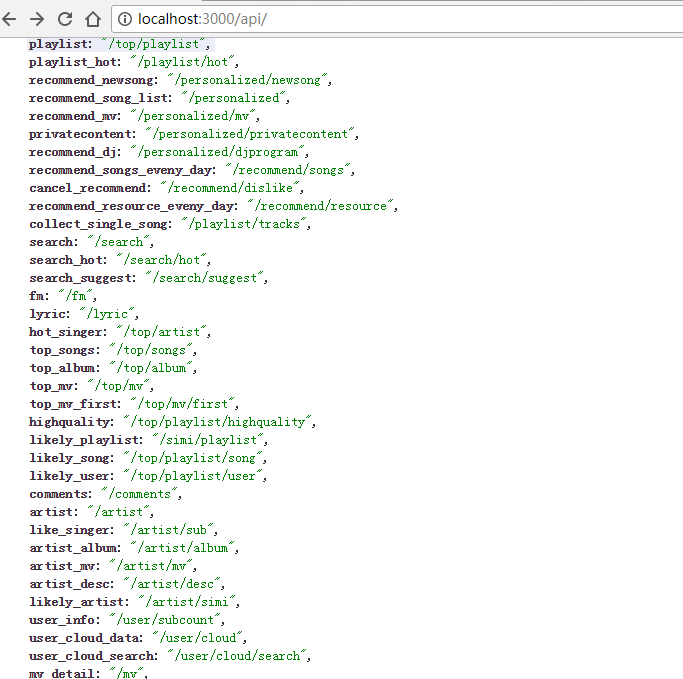 localhost:3000/api/
playlist: "/top/playlist",
playlist_hot: "/playlist/hot",
recommend_newsong: "/personalized/newsong",
recommend_song_list: "/personalized",
recommend_mv: "/personalized/mv",
privatecontent: "/personalized/privatecontent",
recommend_dj: "/personalized/djprogram",
recommend_songs_eveny_day: "/recommend/songs",
cancel_recommend: "/recommend/dislike",
recommend_resource_eveny_day: "/recommend/resource",
collect_single_song: "/playlist/tracks",
search: "/search",
search_hot: "/search/hot",
search_suggest: "/search/suggest",
fm: "/fm",
lyric: "/lyric",
hot_singer: "/top/artist",
top_songs: "/top/songs",
top_album: "/top/album",
top_mv: "/top/mv",
top_mv_first: "/top/mv/first",
highquality: "/top/playlist/highquality",
likely_playlist: "/simi/playlist",
likely_song: "/top/playlist/song",
likely_user: "/top/playlist/user",
comments: "/comments",
artist: "/artist",
like_singer: "/artist/sub",
artist_album: "/artist/album",
artist_mv: "/artist/mv",
artist_desc: "/artist/desc",
likely_artist: "/artist/simi",
user_info: "/user/subcount",
user_cloud_data: "/user/cloud",
user_cloud_search: "/user/cloud/search",
mv_detail: "/mv",